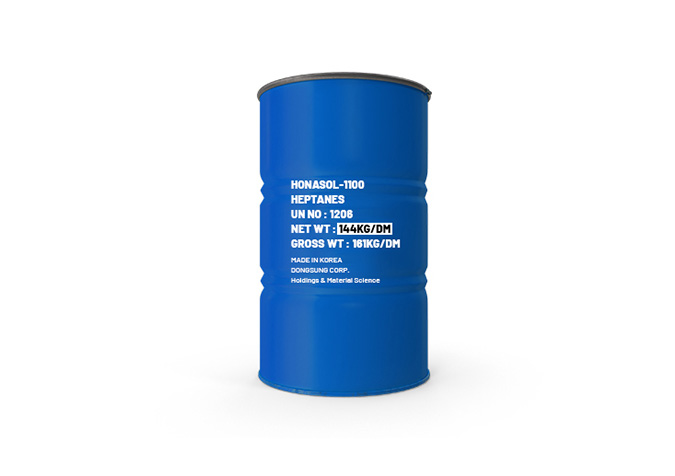 HONASOL-1100
HEPTANES
UN NO : 1206
NET WT : 144KG/DM
GROSS WT : 161KG/DM
MADE IN KOREA
DONGSUNG CORP.
Holdings & Material Science